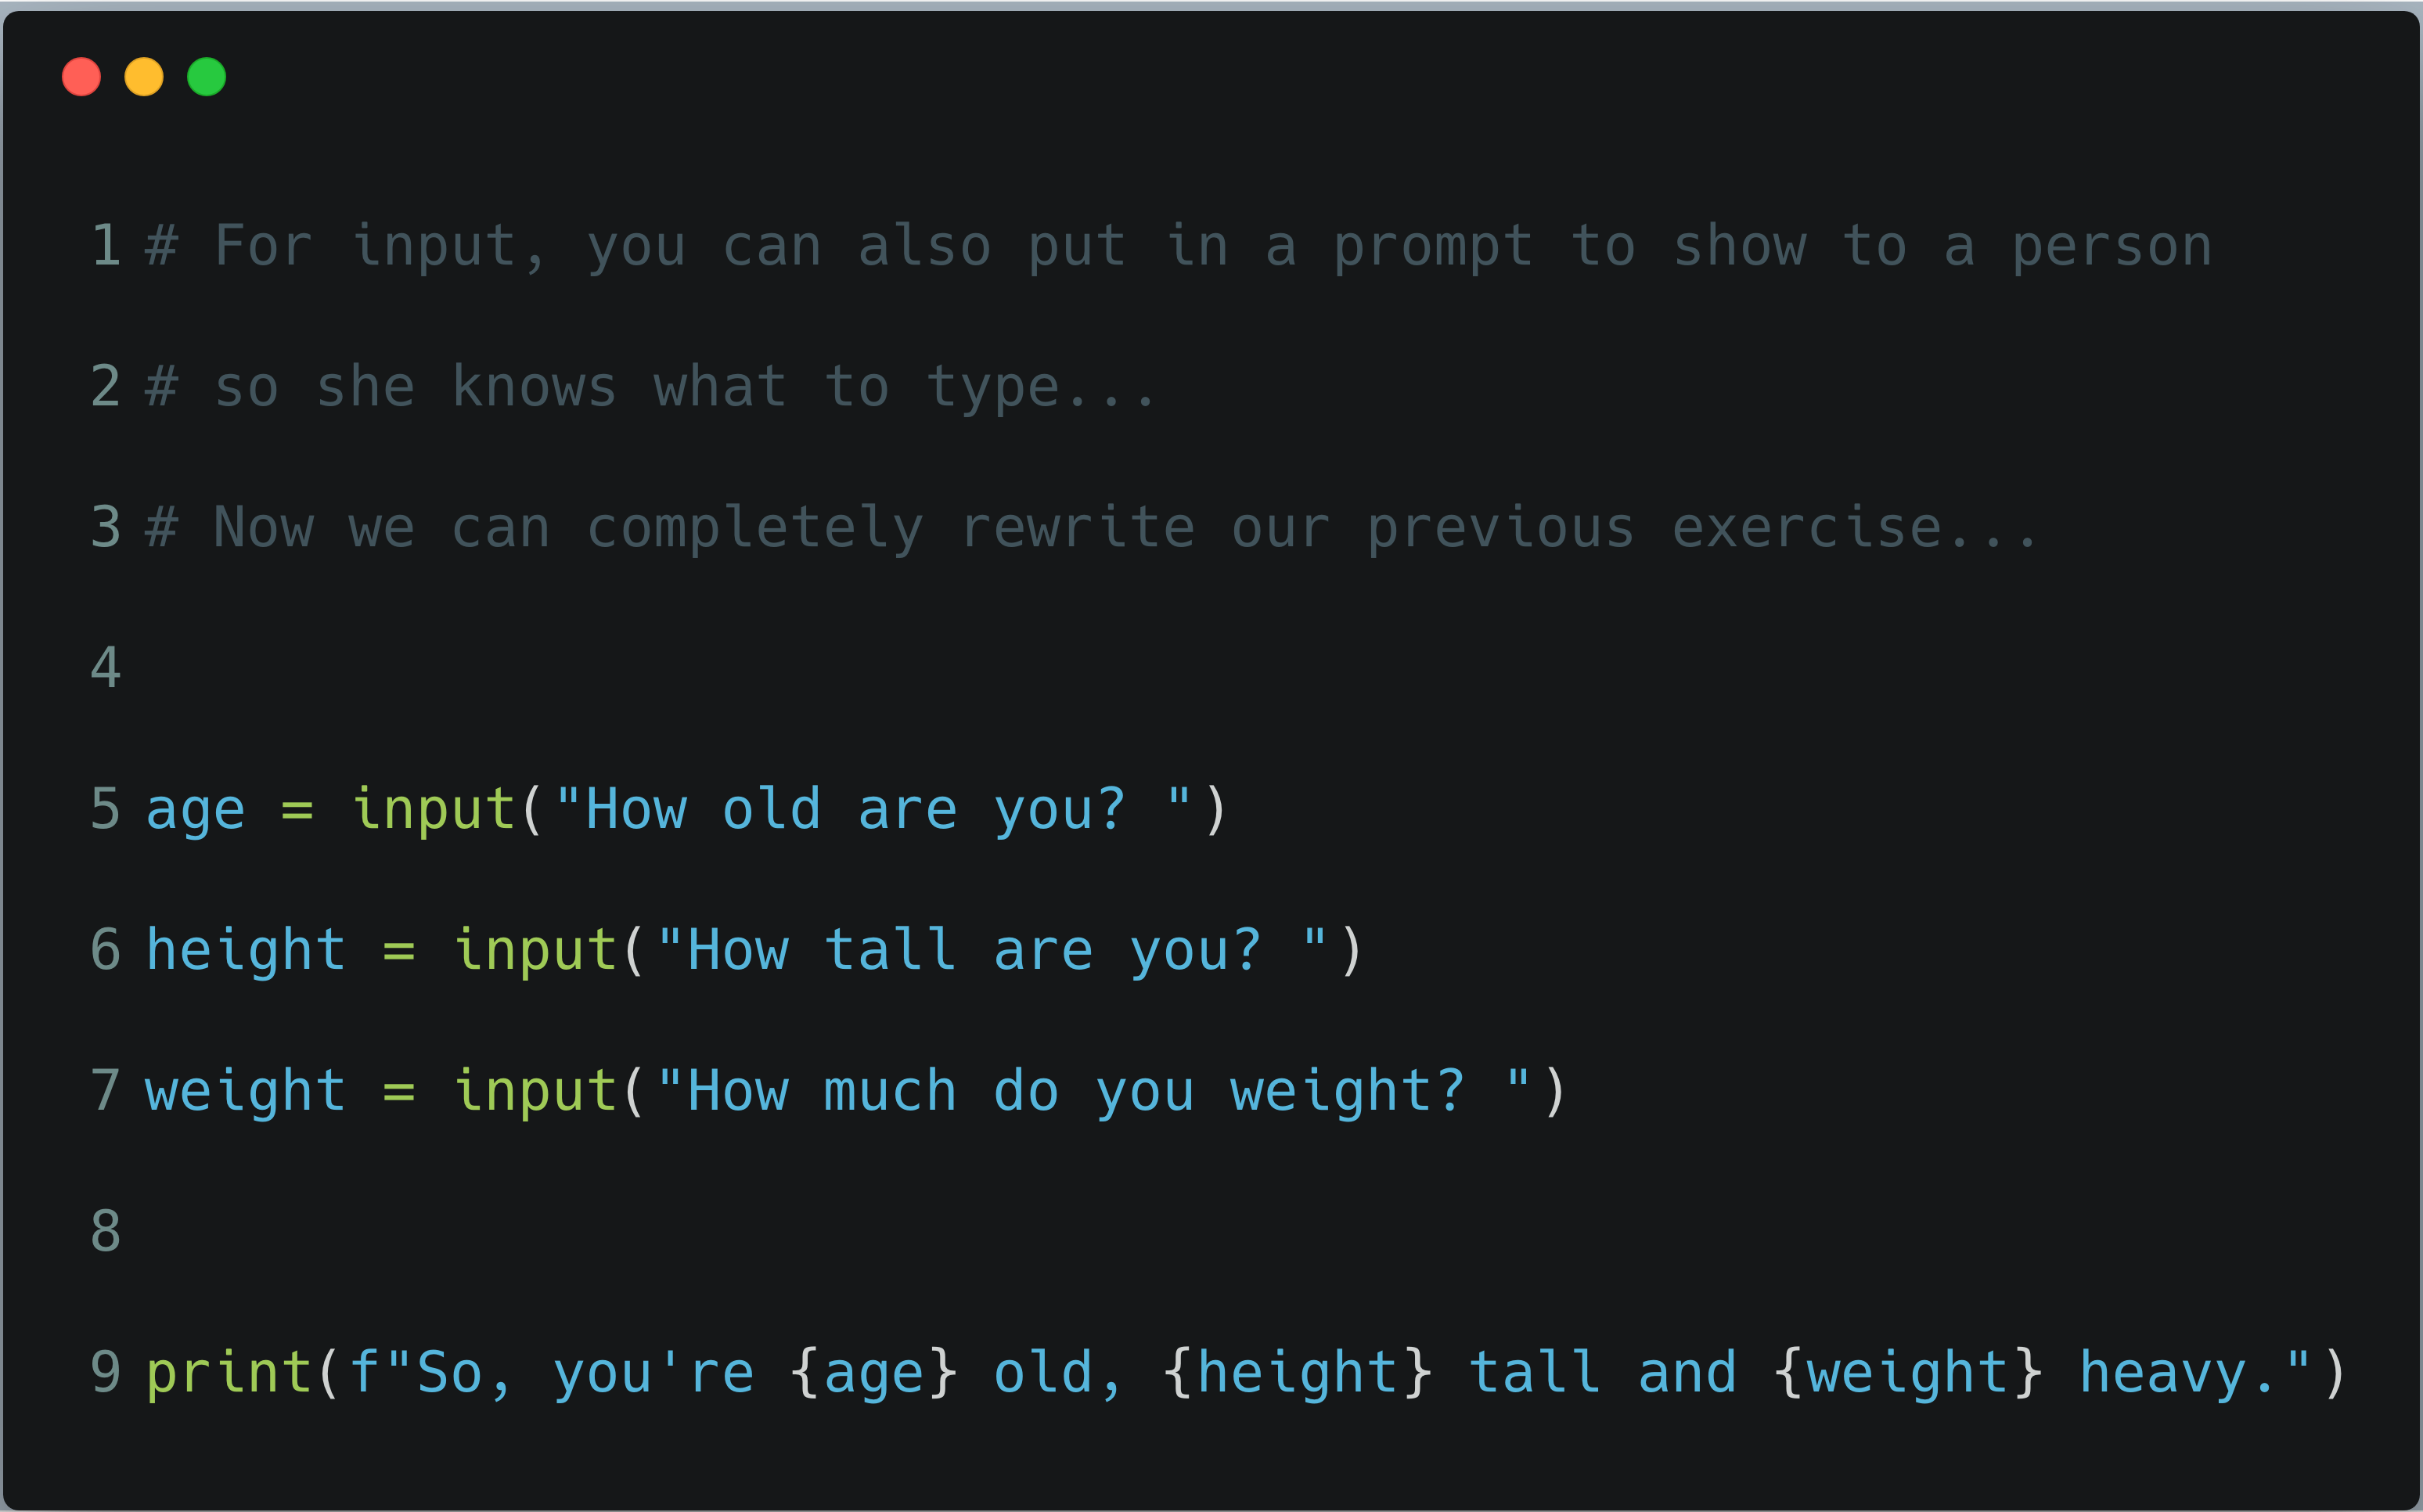 1 # For input, you can also put in a prompt to show to a person
2 # so she knows what to type...
3 # Now we can completely rewrite our previous exercise...
4
5 age = input("How old are you? ")
6 height = input("How tall are you? ")
7 weight = input("How much do you weight? ")
8
9 print(f"So, you're {age} old, {height} tall and {weight} heavy.")